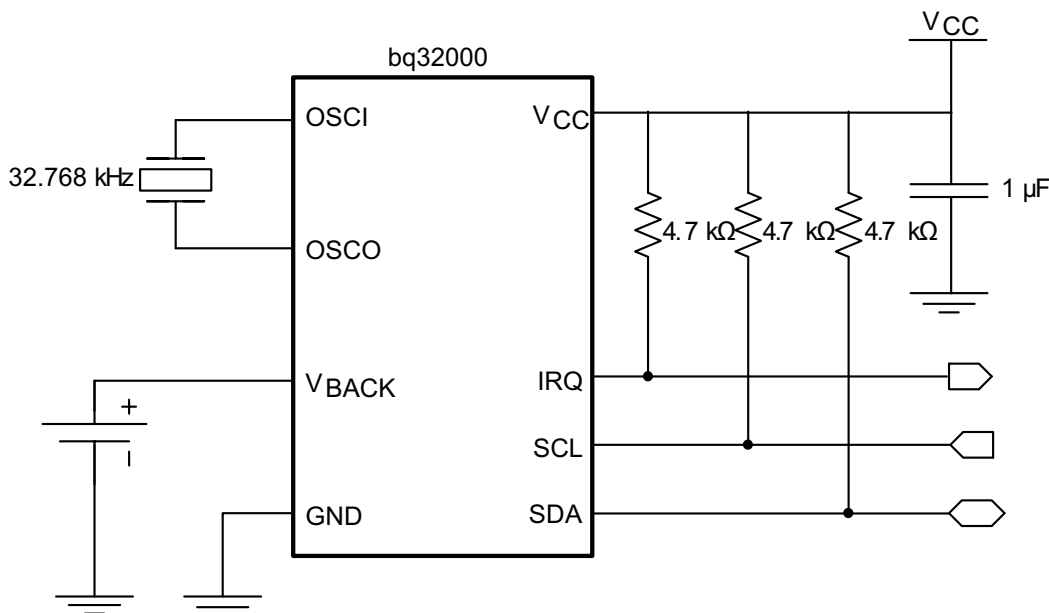 bq32000
VCC
OSCI
VCC
32.768 kHz
1 µF
4.7 kΩ
4.7 kΩ
4.7 kΩ
OSCO
VBACK
IRQ
+
–
SCL
GND
SDA